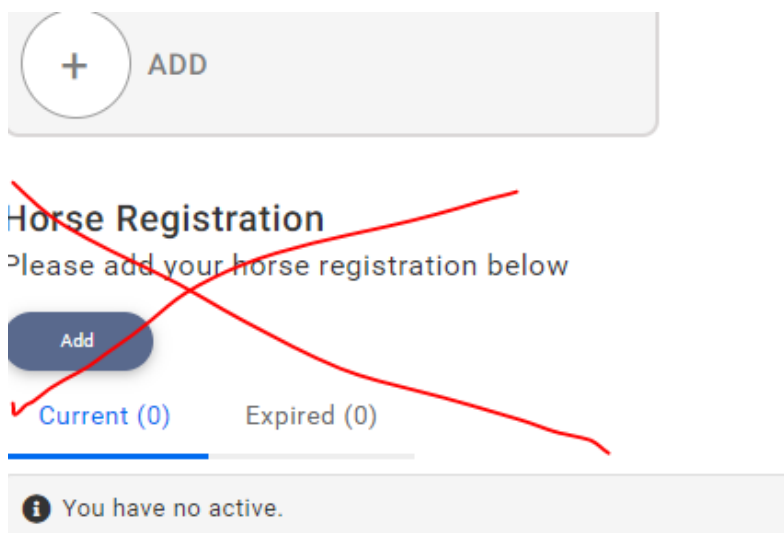 + ADD
Horse Registration
Please add your horse registration below
Add
Current (0) Expired (0)
You have no active.